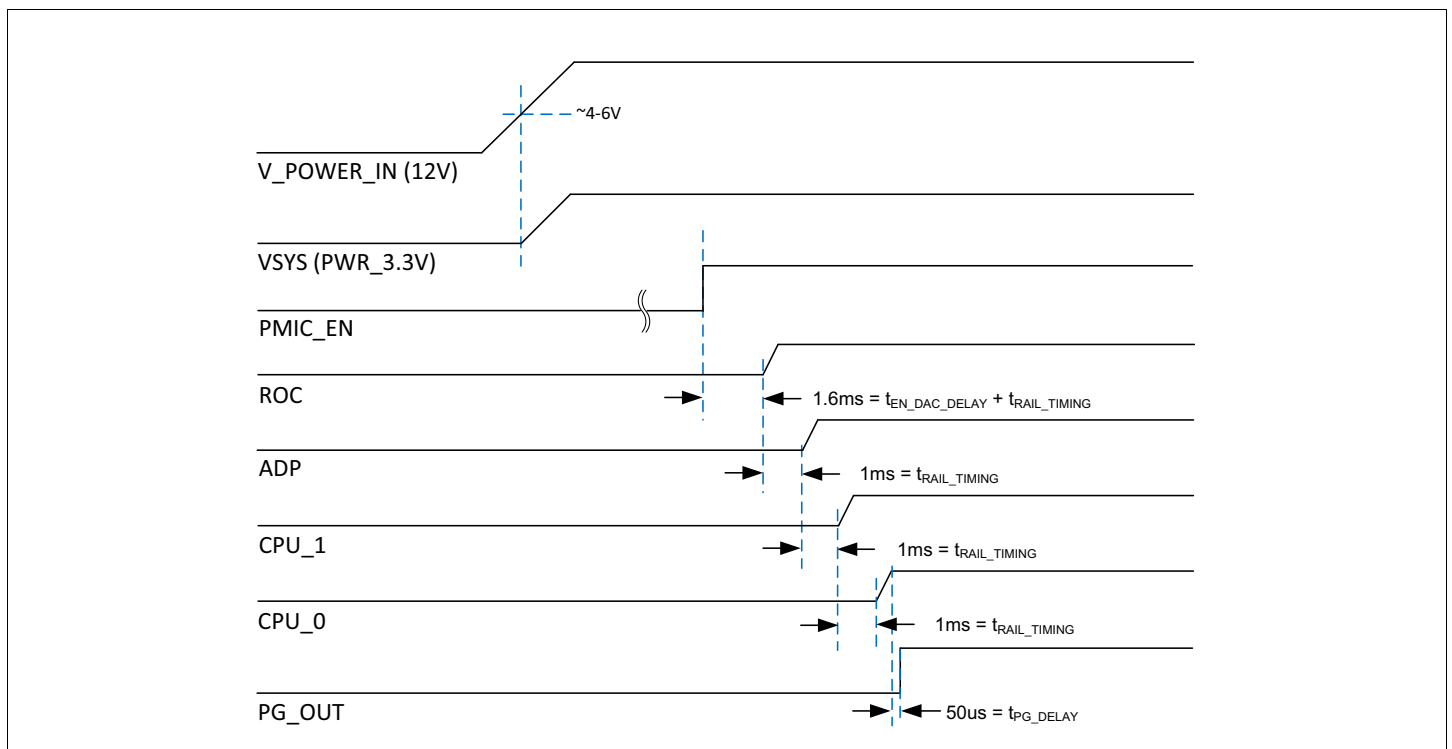 ~4-6V
V_POWER_IN (12V)
VSYS (PWR_3.3V)
PMIC_EN
ROC
1.6ms = tEN_DAC_DELAY + tRAIL_TIMING
ADP
1ms = tRAIL_TIMING
CPU_1
1ms = tRAIL_TIMING
CPU_0
1ms = tRAIL_TIMING
PG_OUT
50us = tPG_DELAY